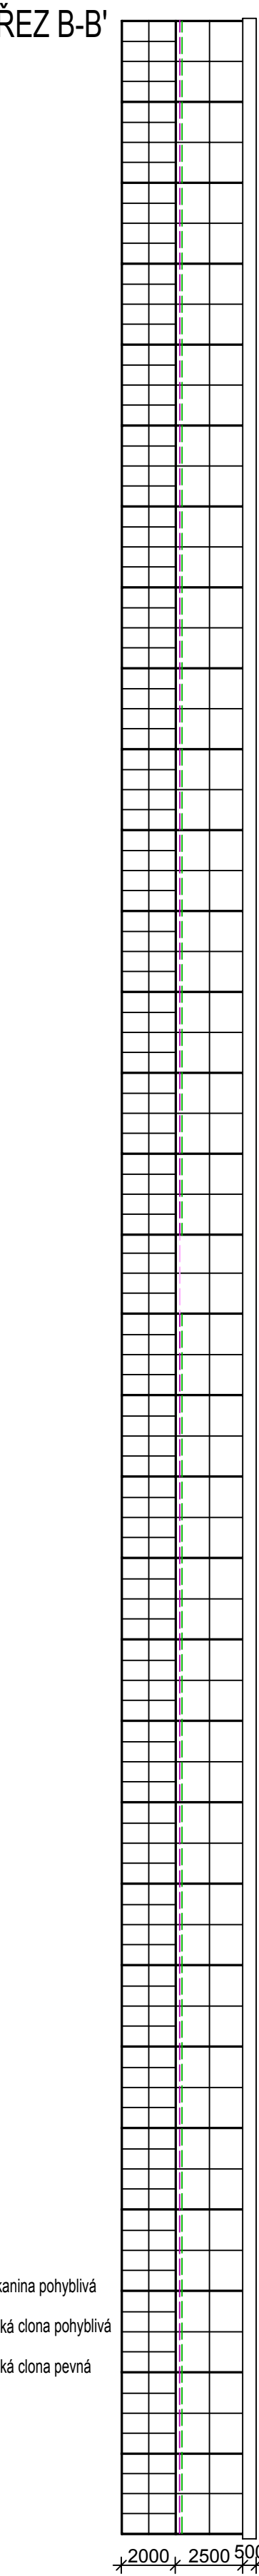 ŘEZ B-B'
kanina pohyblivá
ká clona pohyblivá
ká clona pevná
2000 2500 500